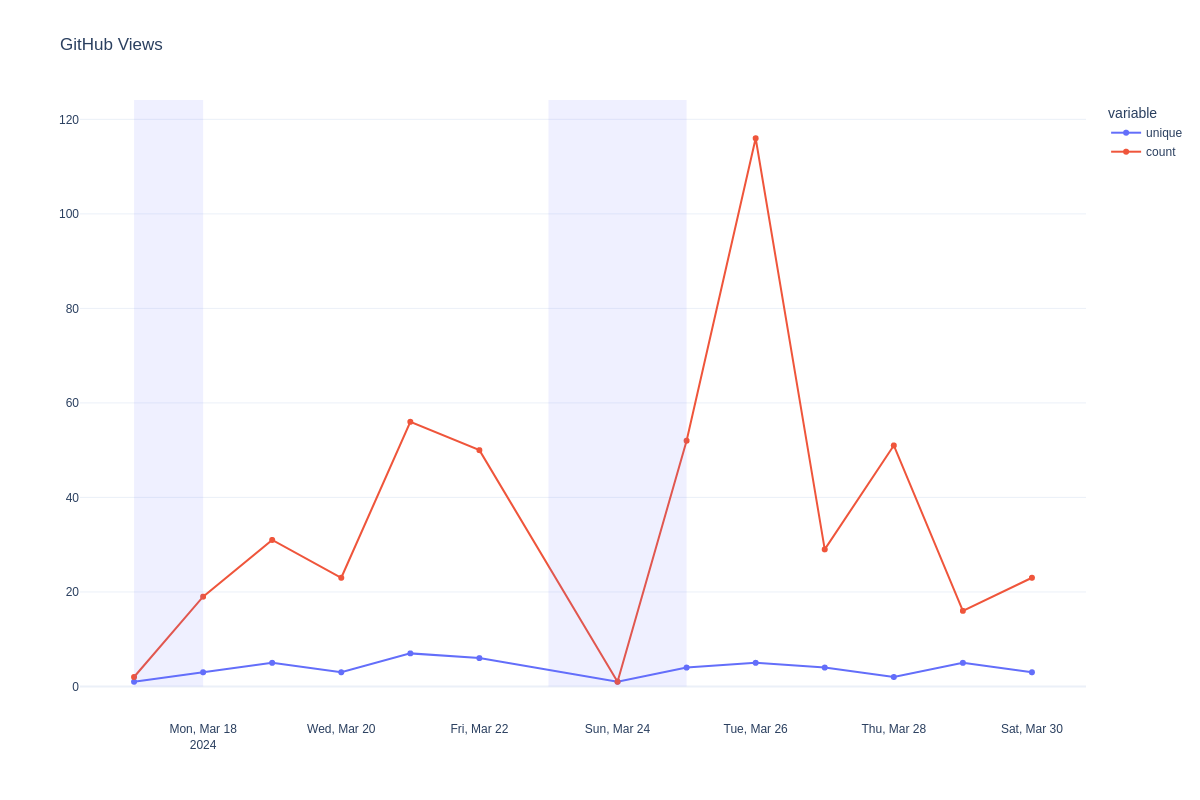 GitHub Views
variable
unique
count
120
100
80
60
40
20
0
Mon, Mar 18
2024
Wed, Mar 20
Fri, Mar 22
Sun, Mar 24
Tue, Mar 26
Thu, Mar 28
Sat, Mar 30